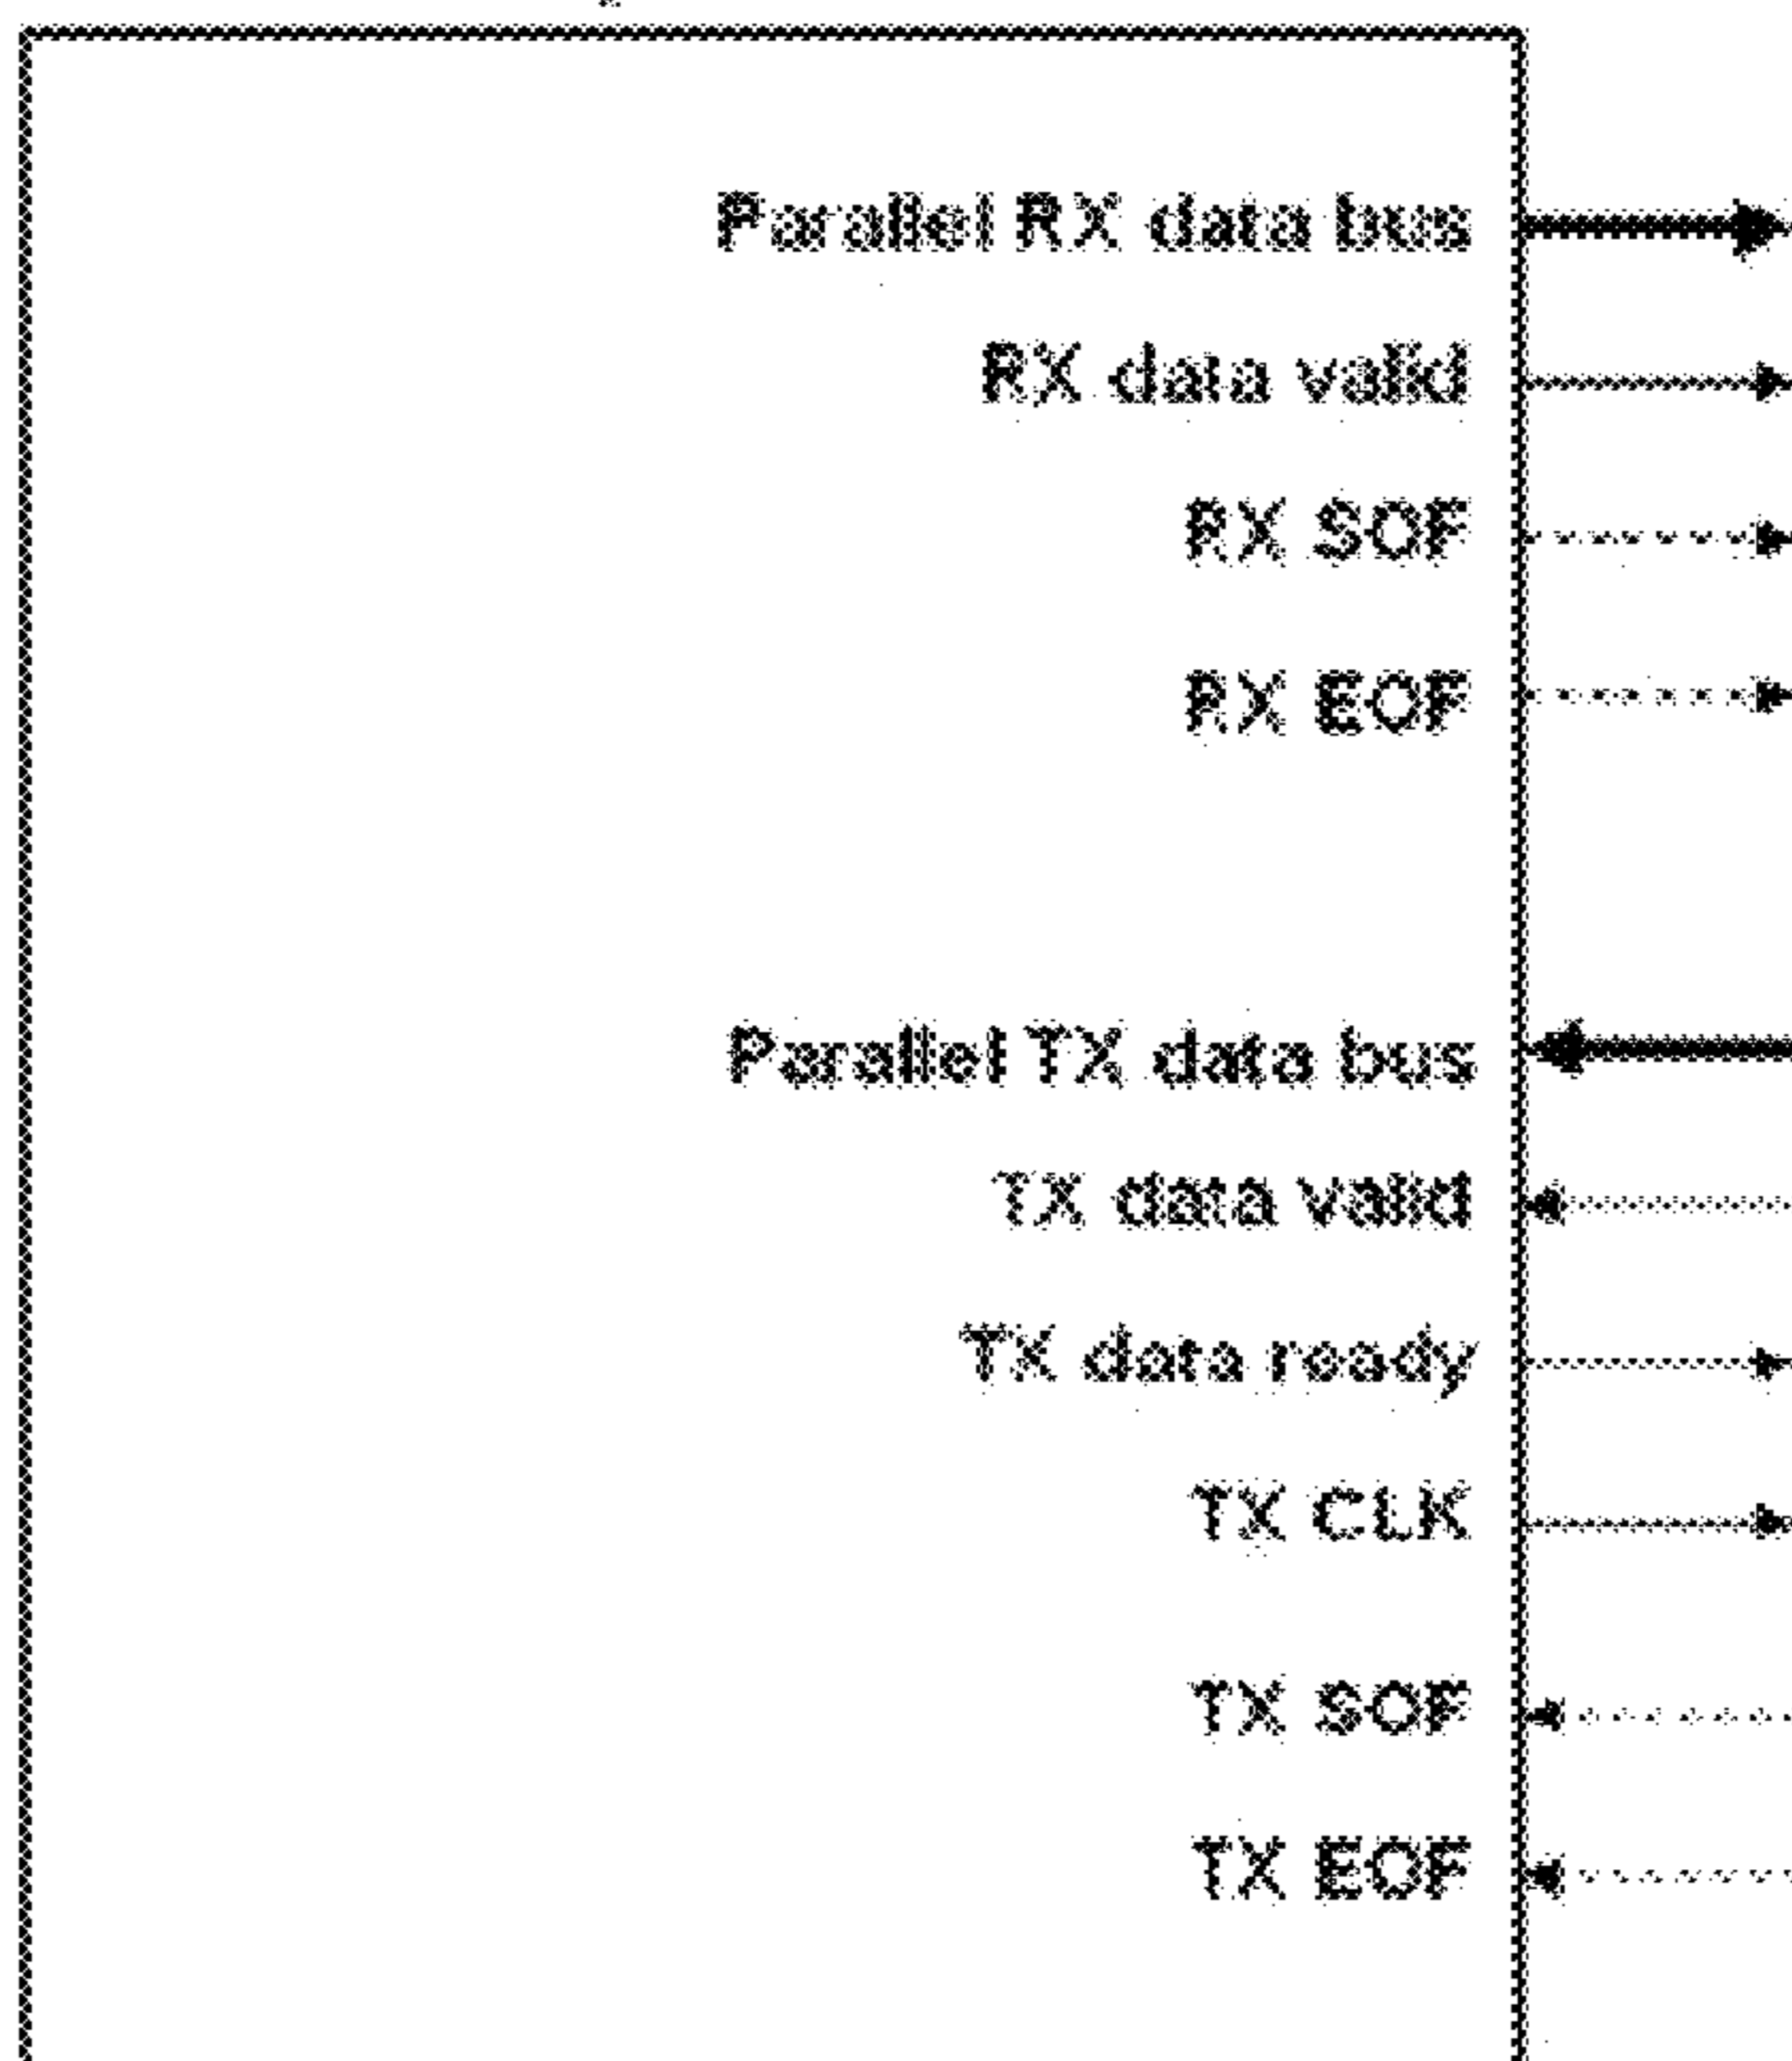 Parallel RX data bus
RX data valid
RX SOF
RX EOF
Parallel TX data bus
TX data valid
TX data ready
TX CLK
TX SOF
TX EOF